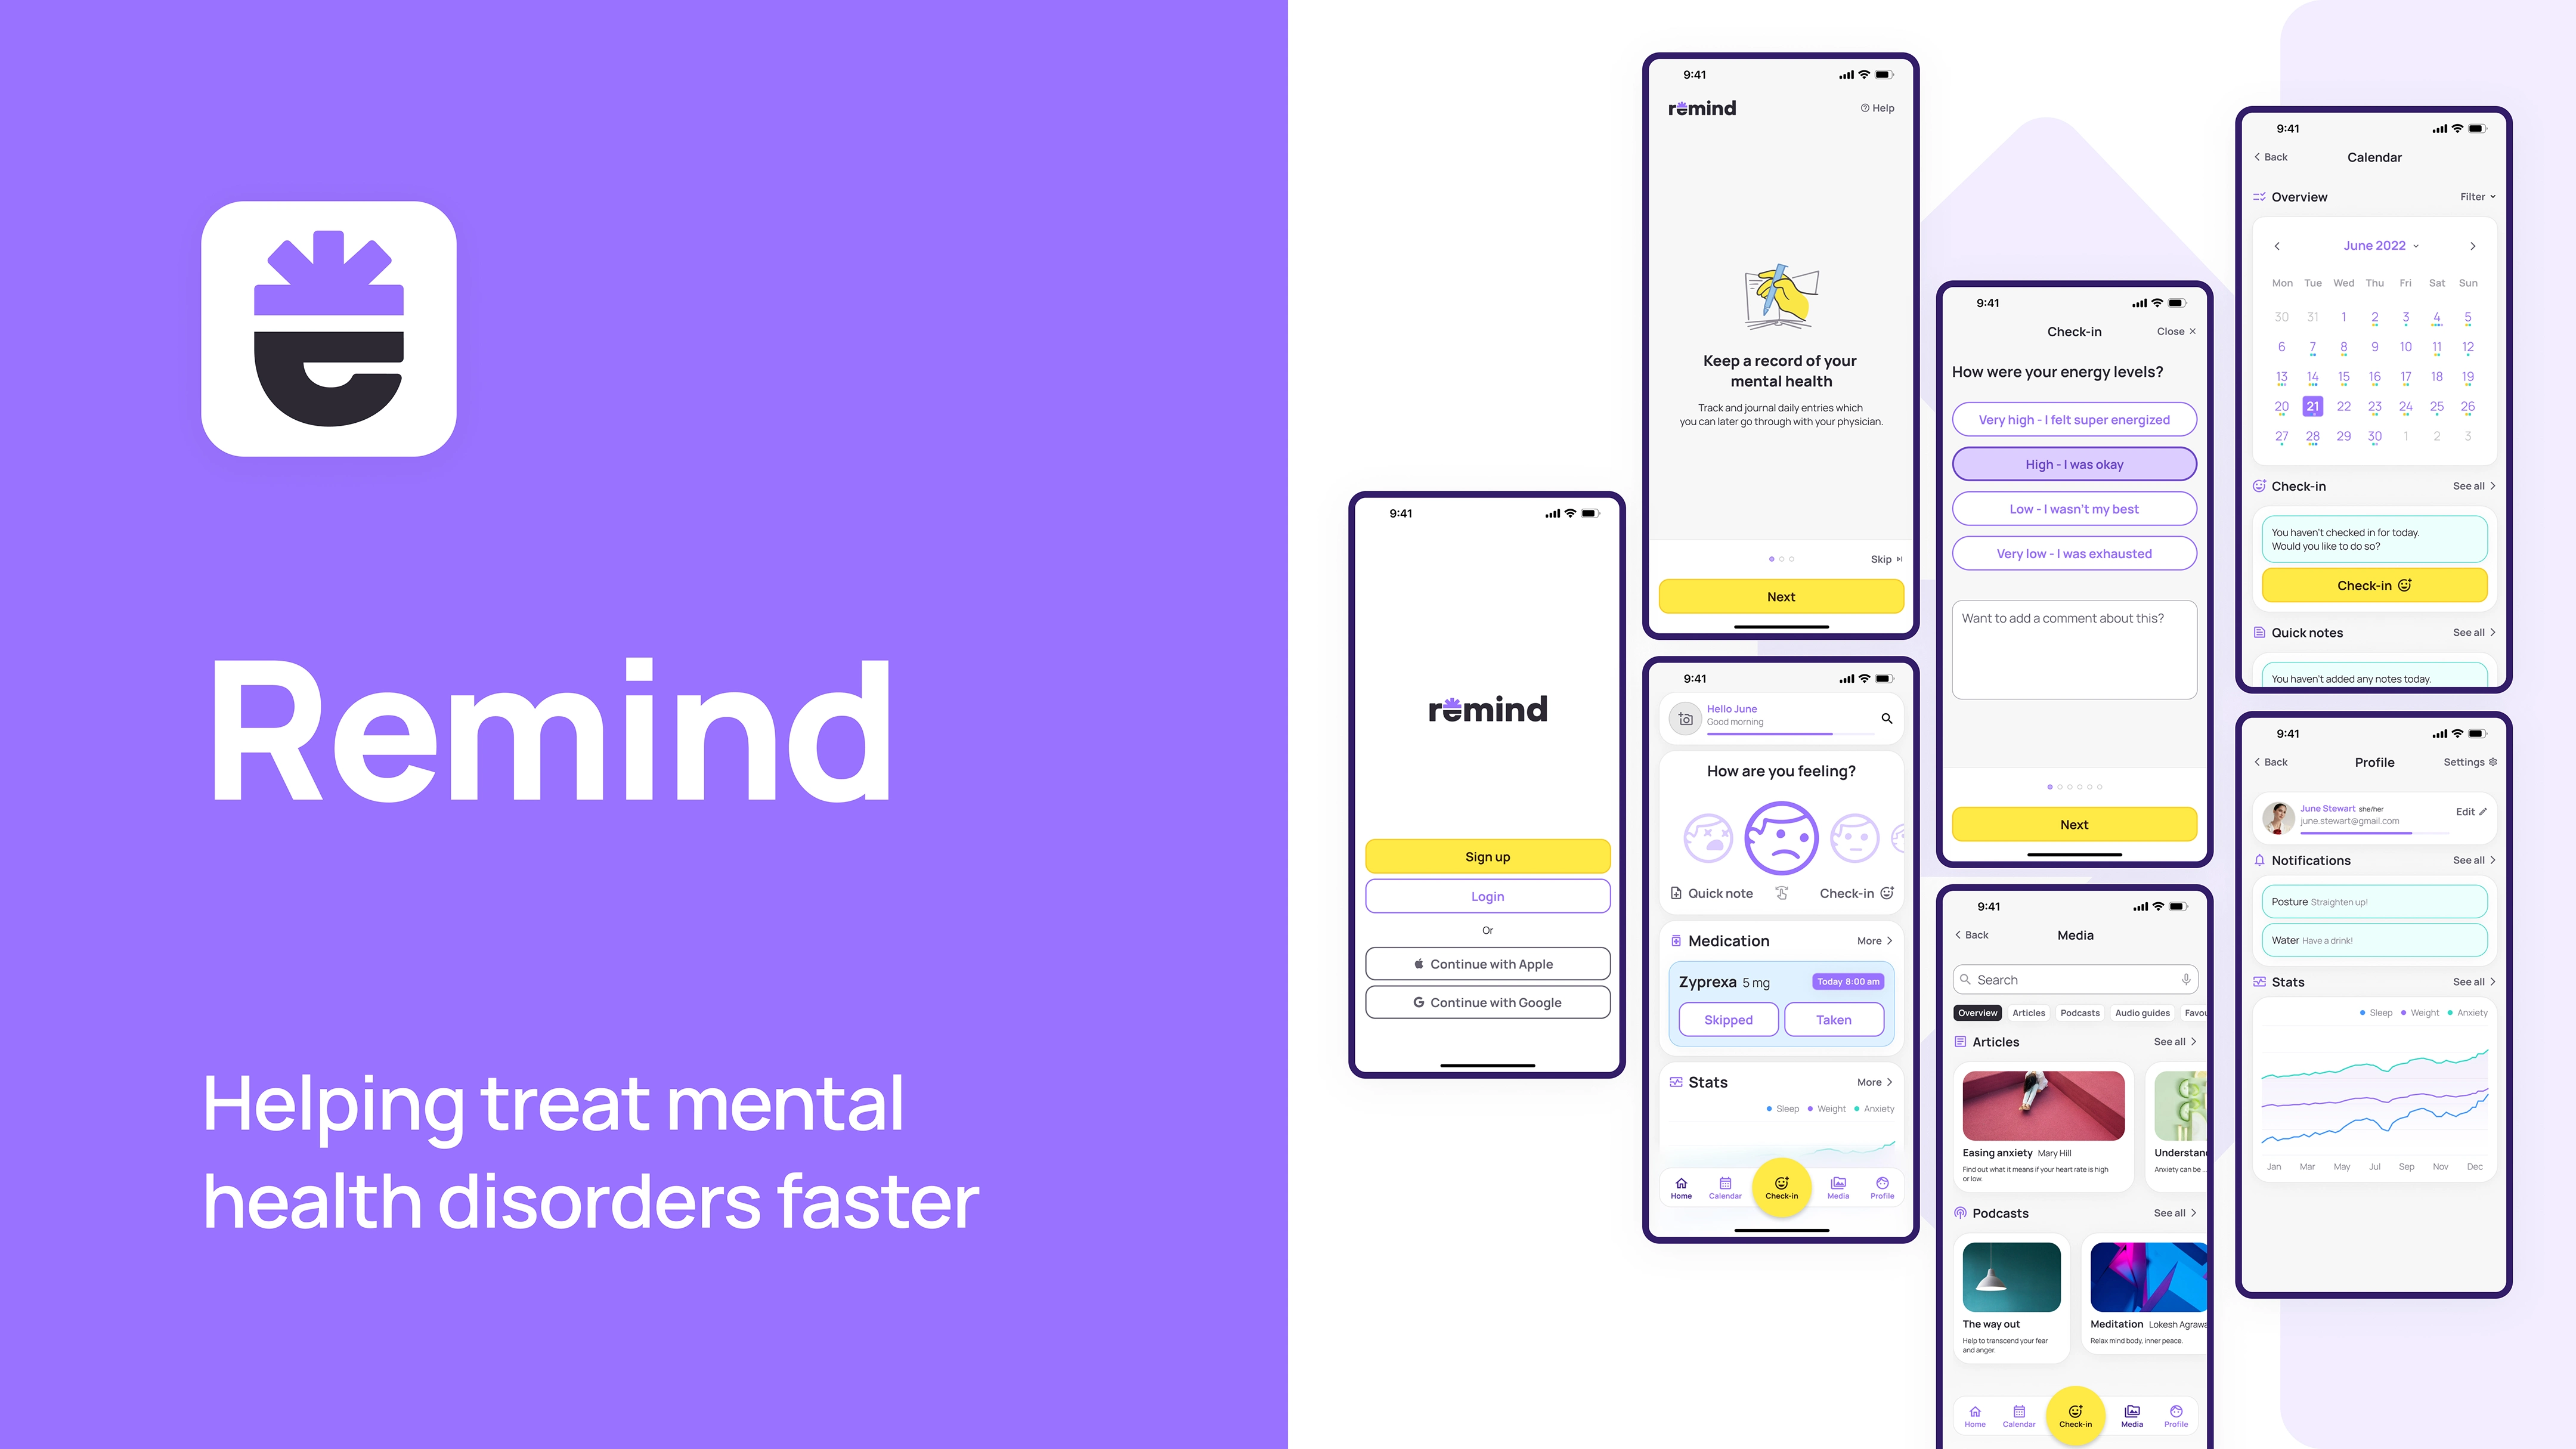 Remind
Helping treat mental
health disorders faster
9:41
remind
Sign up
Login
Or
Continue with Apple
Continue with Google
9:41
remind
Help
Keep a record of your
mental health
Track and journal daily entries which
you can later go through with your physician.
Skip
Next
9:41
Hello June
Good morning
How are you feeling?
Quick note
Check-in
Medication
More
Zyprexa 5 mg
Today 8:00 am
Skipped
Taken
Stats
More
Sleep
Weight
Anxiety
Home
Calendar
Check-in
Media
Profile
9:41
Check-in
Close
How were your energy levels?
Very high - I felt super energized
High - I was okay
Low - I wasn't my best
Very low - I was exhausted
Want to add a comment about this?
Next
9:41
Back
Media
Search
Overview
Articles
Podcasts
Audio guides
Favou
Articles
See all
Easing anxiety Mary Hill
Find out what it means if your heart rate is high
or low.
Understan
Anxiety can be ...
Podcasts
See all
The way out
Help to transcend your fear
and anger.
Meditation Lokesh Agrawa
Relax mind body, inner peace.
Home
Calendar
Check-in
Media
Profile
9:41
Back
Calendar
Overview
Filter
June 2022
Mon Tue Wed Thu Fri Sat Sun
30 31 1 2 3 4 5
6 7 8 9 10 11 12
13 14 15 16 17 18 19
20 21 22 23 24 25 26
27 28 29 30 1 2 3
Check-in
See all
You haven't checked in for today.
Would you like to do so?
Check-in
Quick notes
See all
You haven't added any notes today.
9:41
Back
Profile
Settings
June Stewart she/her
june.stewart@gmail.com
Edit
Notifications
See all
Posture Straighten up!
Water Have a drink!
Stats
See all
Sleep
Weight
Anxiety
Jan Mar May Jul Sep Nov Dec